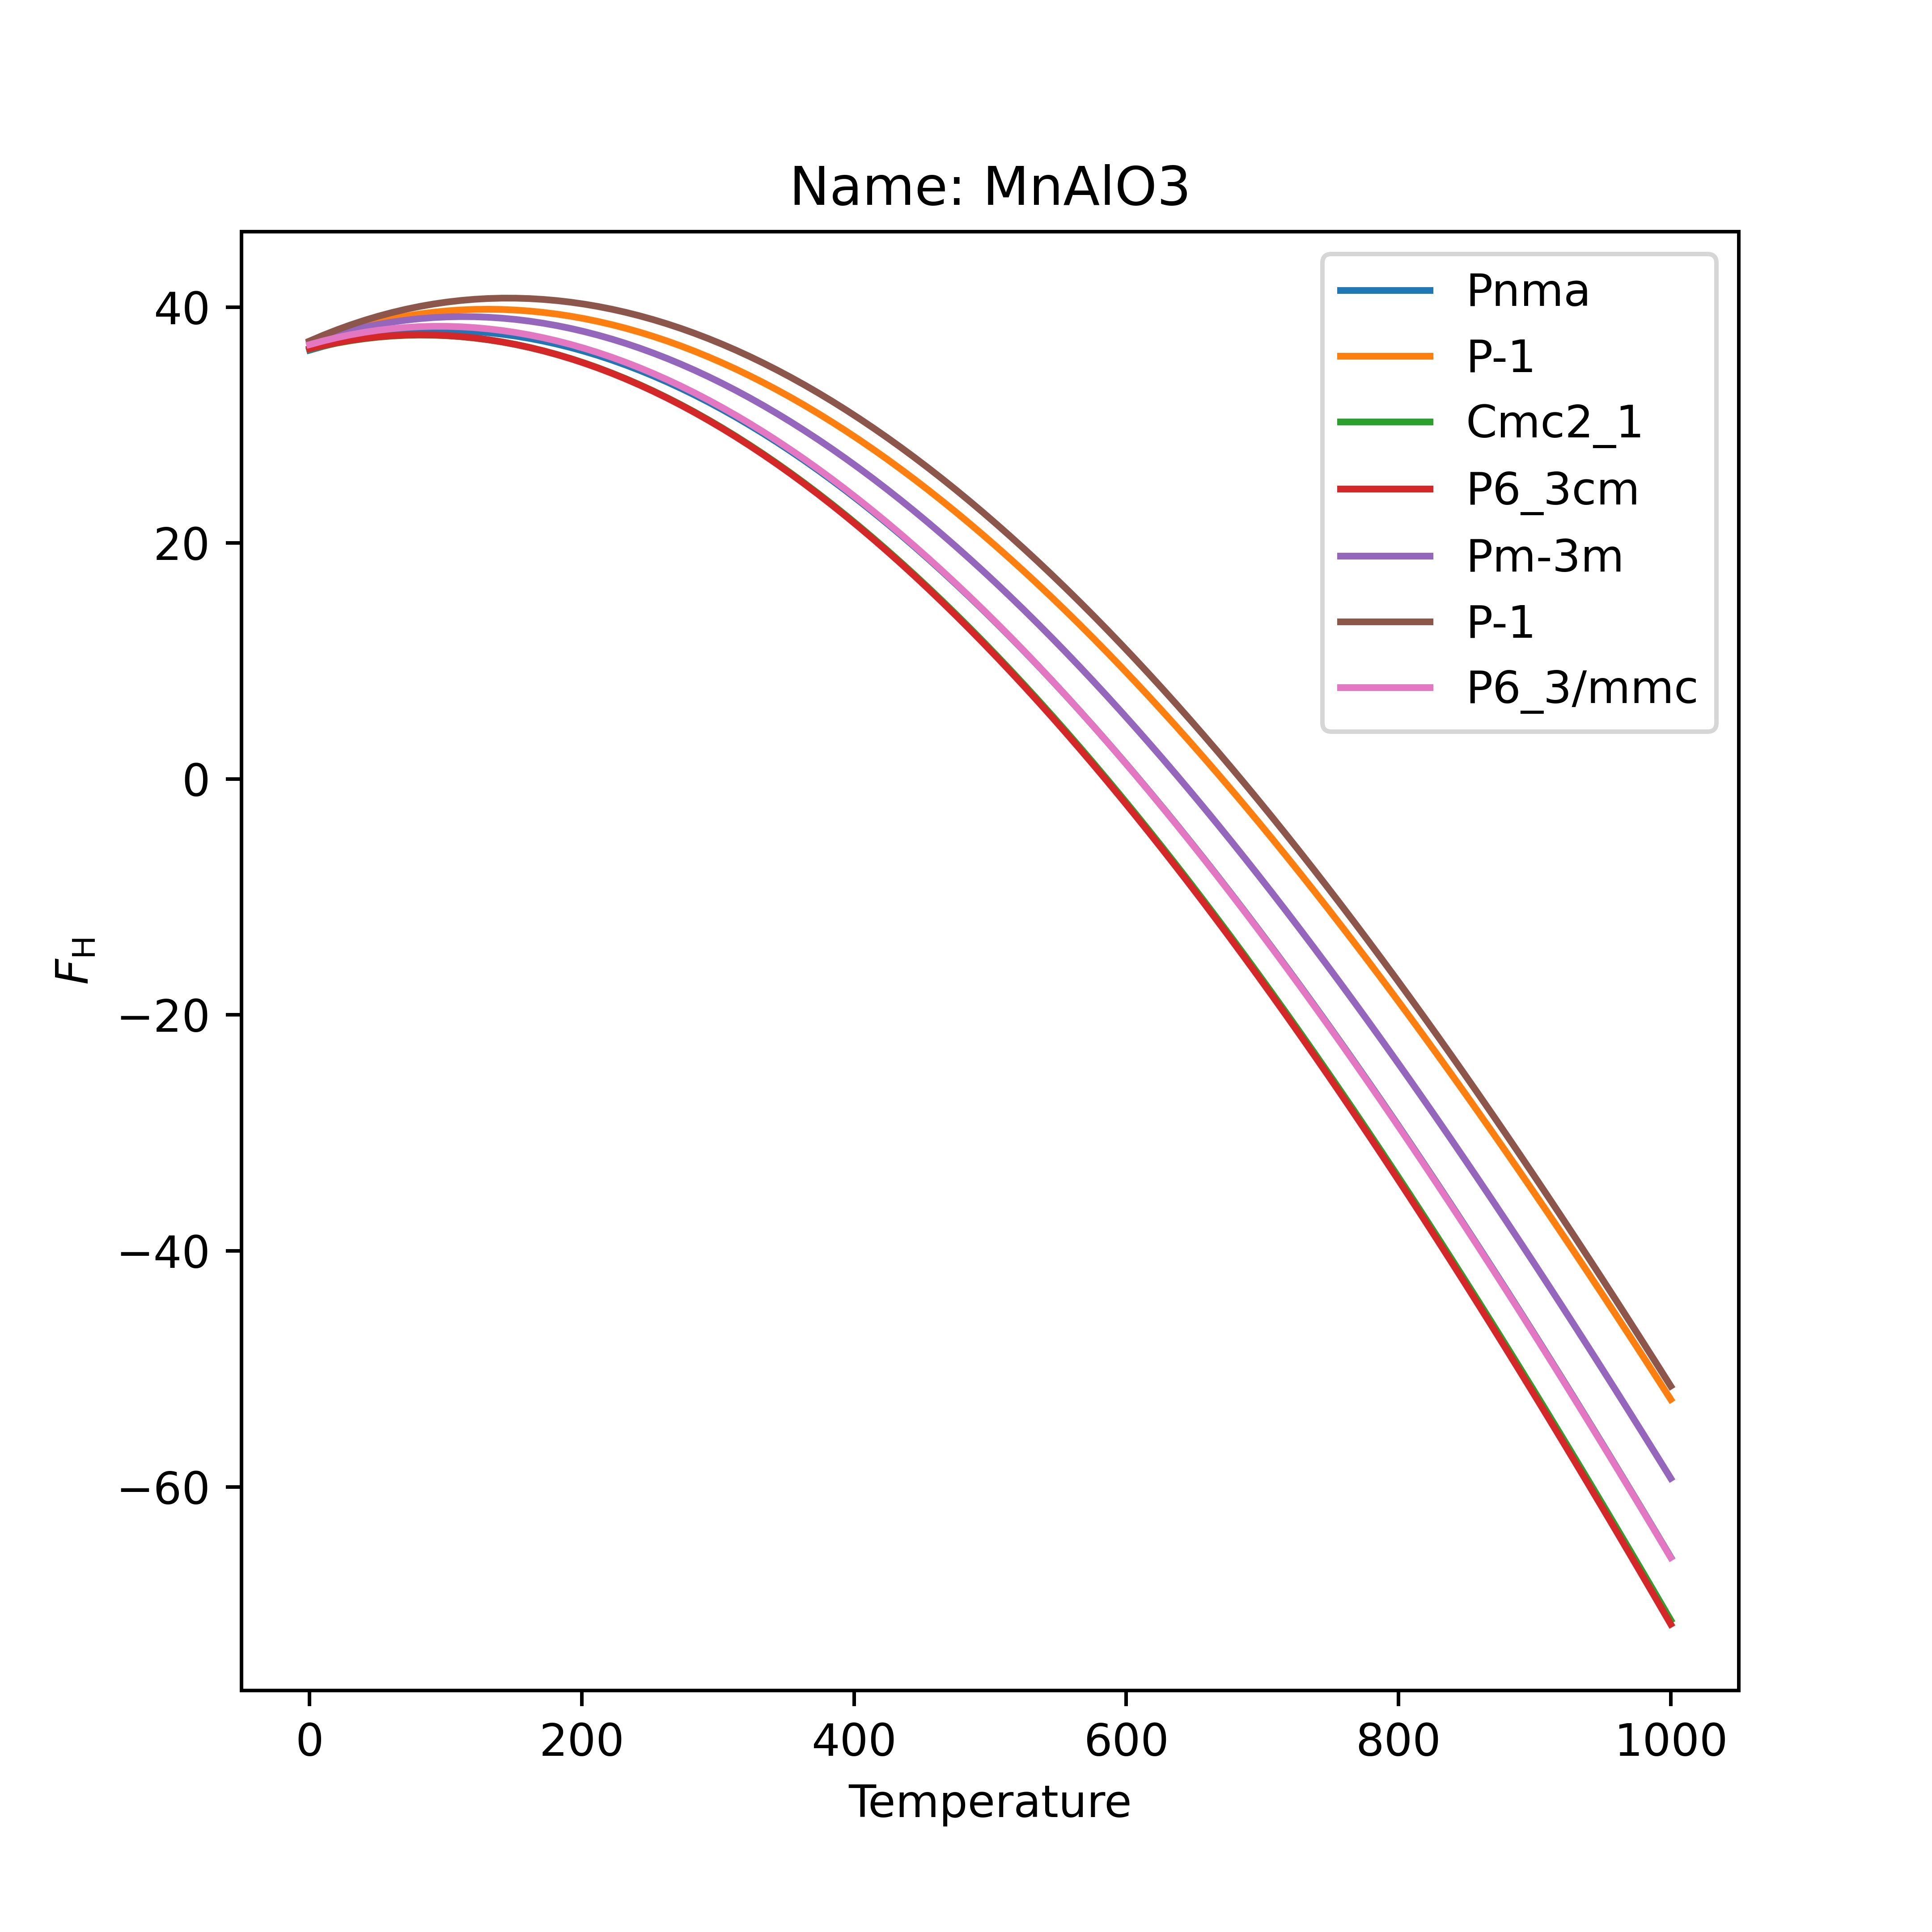 Name: MnAlO3
40
20
0
−20
−40
−60
F_H
Pnma
P-1
Cmc2_1
P6_3cm
Pm-3m
P-1
P6_3/mmc
0 200 400 600 800 1000
Temperature